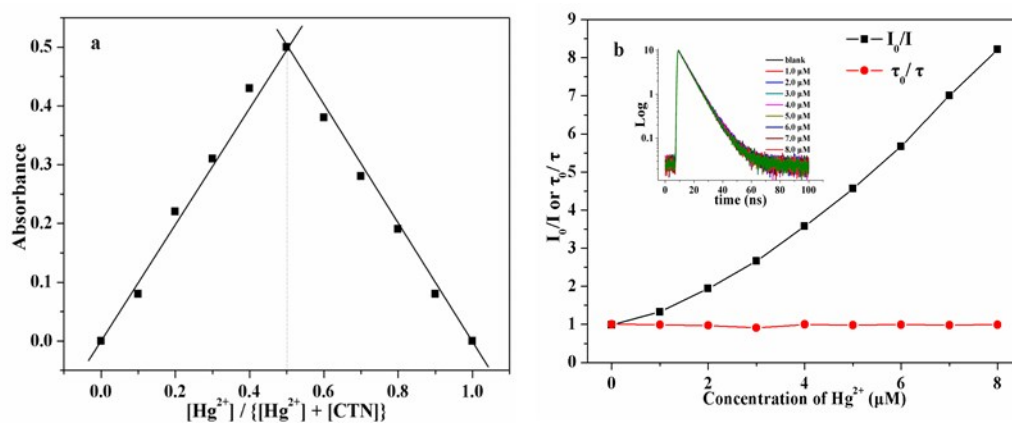 a
0.5
0.4
0.3
0.2
0.1
0.0
Absorbance
0.0 0.2 0.4 0.6 0.8 1.0
[Hg²⁺] / {[Hg²⁺] + [CTN]}
b
9
8
7
6
5
4
3
2
1
0
I₀/I or τ₀/ τ
I₀/I
τ₀/ τ
10
1
0.1
Log
blank
1.0 μM
2.0 μM
3.0 μM
4.0 μM
5.0 μM
6.0 μM
7.0 μM
8.0 μM
0 20 40 60 80 100
time (ns)
0 2 4 6 8
Concentration of Hg²⁺ (μM)